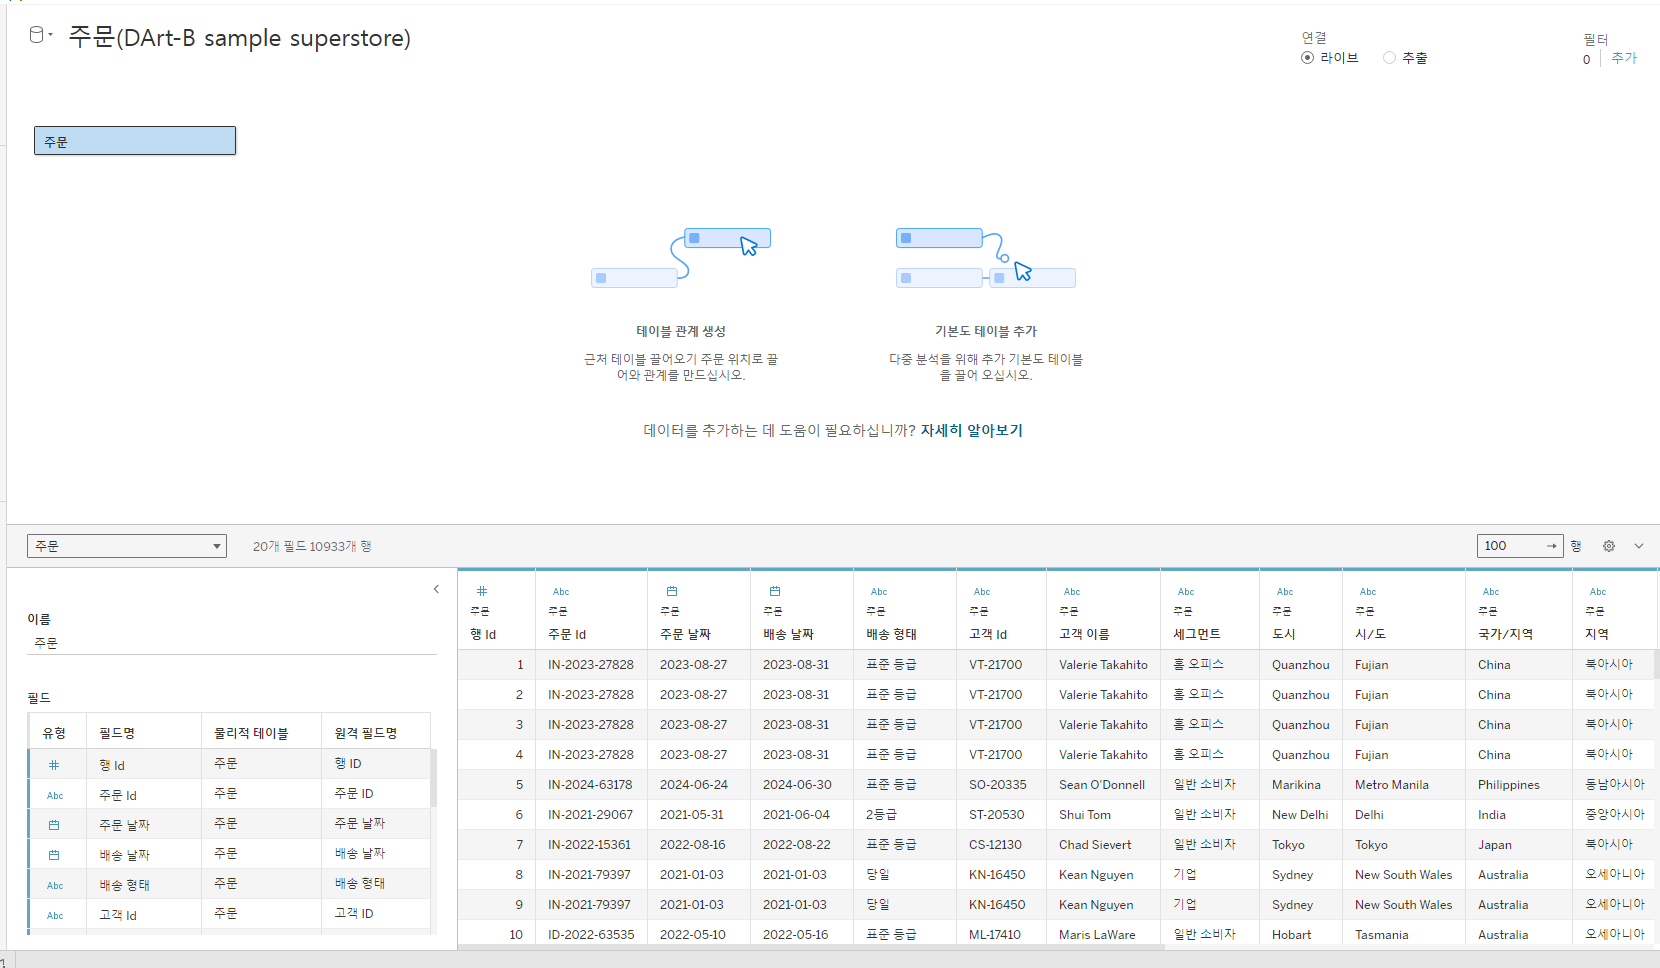 주문(DArt-B sample superstore)
연결
라이브 추출
필터
0 추가
주문
테이블 관계 생성
근처 테이블 끌어오기 주문 위치로 끌
어와 관계를 만드십시오.
기본도 테이블 추가
다중 분석을 위해 추가 기본도 테이블
을 끌어 오십시오.
데이터를 추가하는 데 도움이 필요하십니까? 자세히 알아보기
주문 20개 필드 10933개 행 100 → 행
이름
주문
필드
유형 필드명 물리적 테이블 원격 필드명
# 행 Id 주문 행 ID
Abc 주문 Id 주문 주문 ID
주문 날짜 주문 주문 날짜
배송 날짜 주문 배송 날짜
Abc 배송 형태 주문 배송 형태
Abc 고객 Id 주문 고객 ID
# Abc Abc Abc Abc Abc Abc Abc Abc Abc
주문 주문 주문 주문 주문 주문 주문 주문 주문 주문 주문 주문
행 Id 주문 Id 주문 날짜 배송 날짜 배송 형태 고객 Id 고객 이름 세그먼트 도시 시/도 국가/지역 지역
1 IN-2023-27828 2023-08-27 2023-08-31 표준 등급 VT-21700 Valerie Takahito 홈 오피스 Quanzhou Fujian China 북아시아
2 IN-2023-27828 2023-08-27 2023-08-31 표준 등급 VT-21700 Valerie Takahito 홈 오피스 Quanzhou Fujian China 북아시아
3 IN-2023-27828 2023-08-27 2023-08-31 표준 등급 VT-21700 Valerie Takahito 홈 오피스 Quanzhou Fujian China 북아시아
4 IN-2023-27828 2023-08-27 2023-08-31 표준 등급 VT-21700 Valerie Takahito 홈 오피스 Quanzhou Fujian China 북아시아
5 IN-2024-63178 2024-06-24 2024-06-30 표준 등급 SO-20335 Sean O'Donnell 일반 소비자 Marikina Metro Manila Philippines 동남아시아
6 IN-2021-29067 2021-05-31 2021-06-04 2등급 ST-20530 Shui Tom 일반 소비자 New Delhi Delhi India 중앙아시아
7 IN-2022-15361 2022-08-16 2022-08-22 표준 등급 CS-12130 Chad Sievert 일반 소비자 Tokyo Tokyo Japan 북아시아
8 IN-2021-79397 2021-01-03 2021-01-03 당일 KN-16450 Kean Nguyen 기업 Sydney New South Wales Australia 오세아니아
9 IN-2021-79397 2021-01-03 2021-01-03 당일 KN-16450 Kean Nguyen 기업 Sydney New South Wales Australia 오세아니아
10 ID-2022-63535 2022-05-10 2022-05-16 표준 등급 ML-17410 Maris LaWare 일반 소비자 Hobart Tasmania Australia 오세아니아